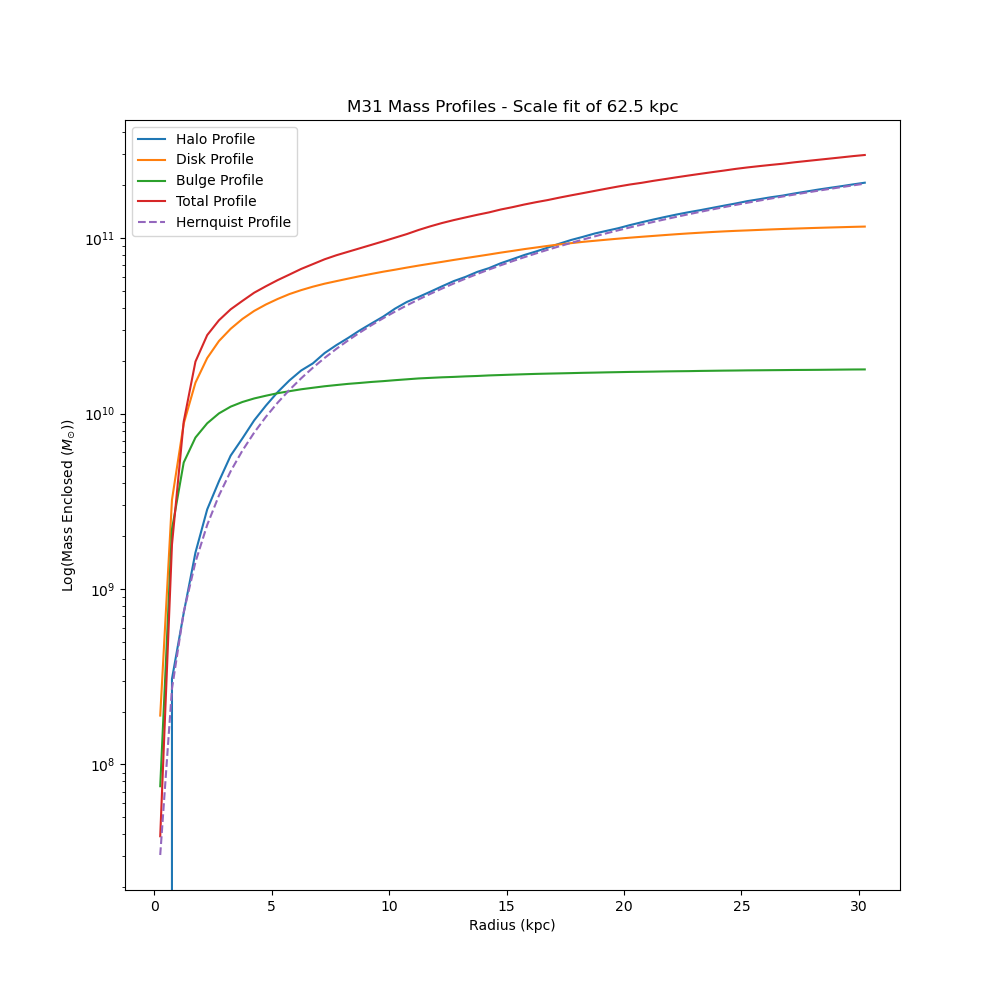 M31 Mass Profiles - Scale fit of 62.5 kpc
Halo Profile
Disk Profile
Bulge Profile
Total Profile
Hernquist Profile
Log(Mass Enclosed (M⊙))
10¹¹
10¹⁰
10⁹
10⁸
0 5 10 15 20 25 30
Radius (kpc)